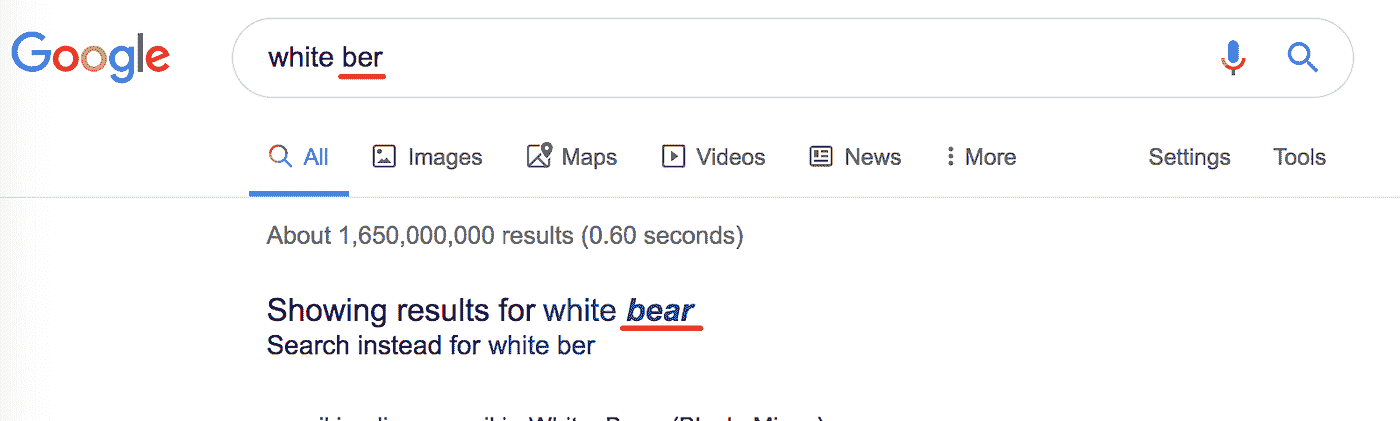 Google white ber
All Images Maps Videos News More Settings Tools
About 1,650,000,000 results (0.60 seconds)
Showing results for white bear
Search instead for white ber